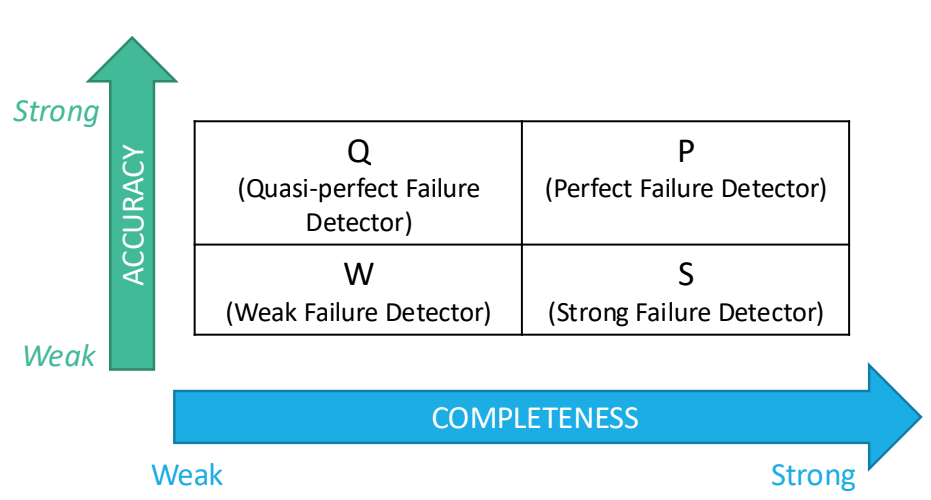 Strong
ACCURACY
Weak
Q
(Quasi-perfect Failure
Detector)
P
(Perfect Failure Detector)
W
(Weak Failure Detector)
S
(Strong Failure Detector)
COMPLETENESS
Weak
Strong